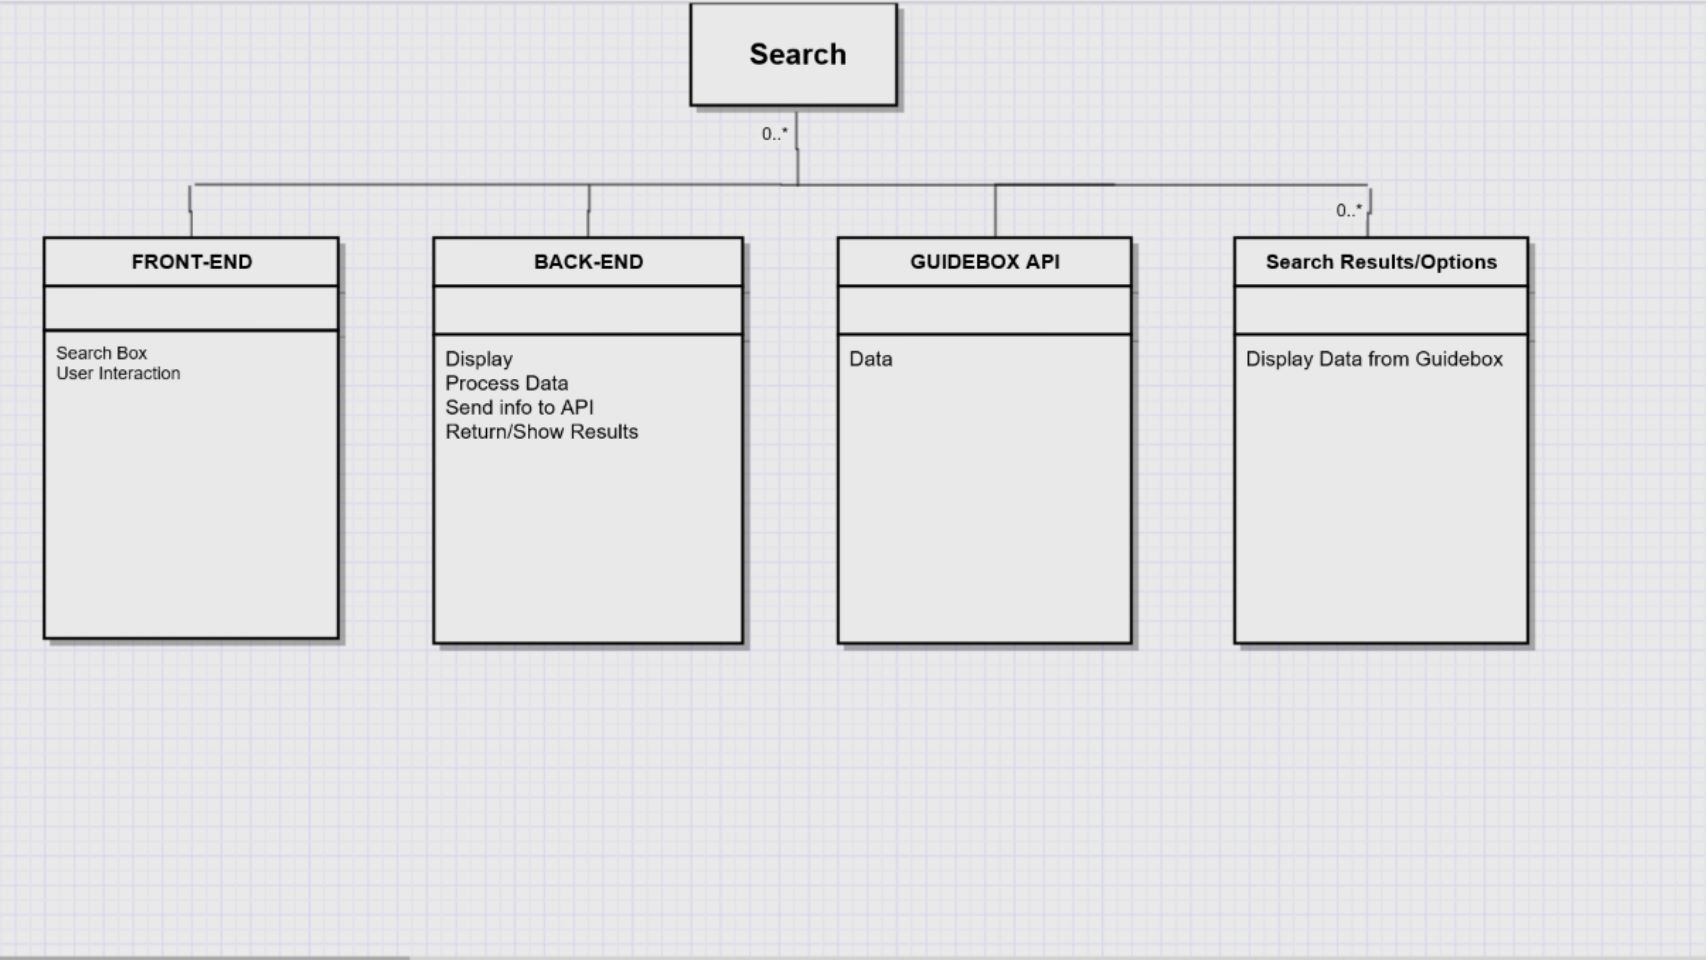 Search
0..*
0..*
FRONT-END
Search Box
User Interaction
BACK-END
Display
Process Data
Send info to API
Return/Show Results
GUIDEBOX API
Data
Search Results/Options
Display Data from Guidebox